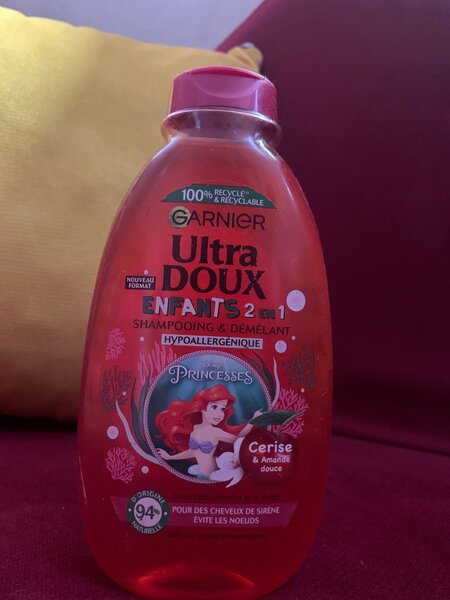 100% RECYCLÉ
& RECYCLABLE
GARNIER
Ultra
DOUX
NOUVEAU
FORMAT
ENFANTS 2 EN 1
SHAMPOOING & DÉMÊLANT
HYPOALLERGÉNIQUE
Disney
PRINCESSES
Cerise
& Amande
douce
D'ORIGINE
94%
NATURELLE
POUR DES CHEVEUX DE SIRÈNE
ÉVITE LES NOEUDS